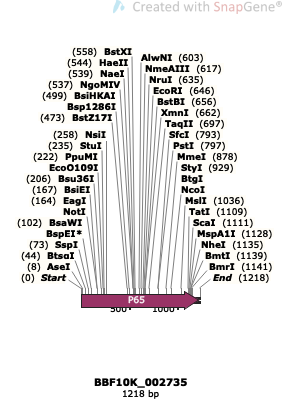 Created with SnapGene®
(558) BstXI
(544) HaeII
(539) NaeI
(537) NgoMIV
(499) BsiHKAI
Bsp1286I
(473) BstZ17I
(258) NsiI
(235) StuI
(222) PpuMI
EcoO109I
(206) Bsu36I
(167) BsiEI
(164) EagI
NotI
(102) BsaWI
BspEI*
(73) SspI
(44) BtsαI
(8) AseI
(0) Start
AlwNI (603)
NmeAIII (617)
NruI (635)
EcoRI (646)
BstBI (656)
XmnI (662)
TaqII (697)
SfcI (793)
PstI (797)
MmeI (878)
StyI (929)
BtgI
NcoI
MslI (1036)
TatI (1109)
ScaI (1111)
MspA1I (1128)
NheI (1135)
BmtI (1139)
BmrI (1141)
End (1218)
P65
500
1000
BBF10K_002735
1218 bp